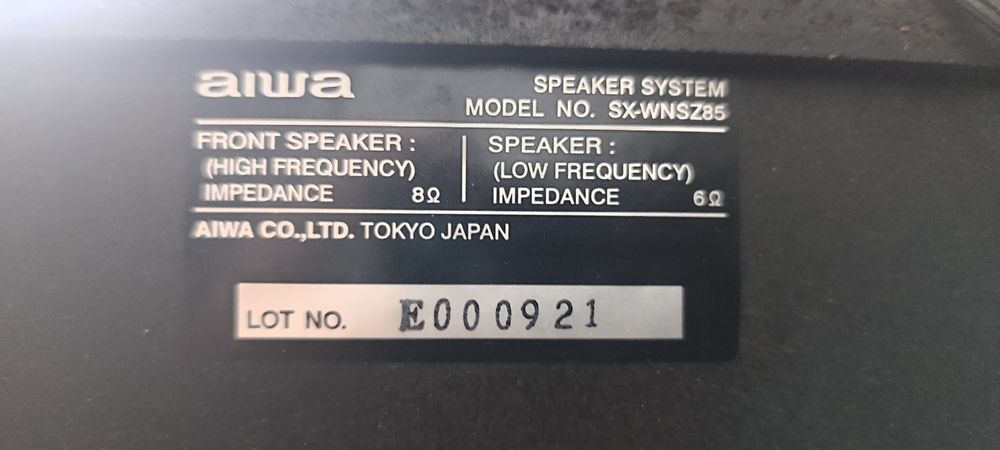 aiwa
SPEAKER SYSTEM
MODEL NO. SX-WNSZ85
FRONT SPEAKER :
(HIGH FREQUENCY)
IMPEDANCE 8Ω
SPEAKER :
(LOW FREQUENCY)
IMPEDANCE 6Ω
AIWA CO.,LTD. TOKYO JAPAN
LOT NO. E000921